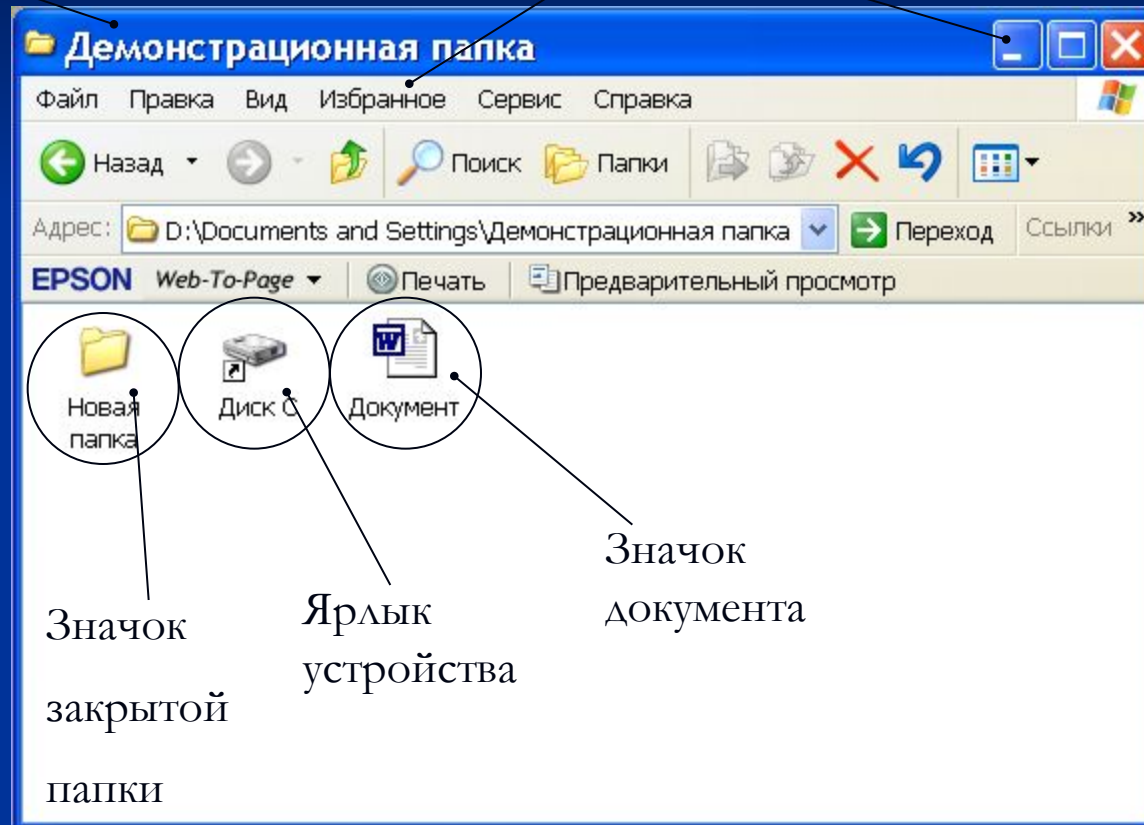 Демонстрационная папка
Файл Правка Вид Избранное Сервис Справка
Назад Поиск Папки
Адрес: D:\Documents and Settings\Демонстрационная папка Переход Ссылки »
EPSON Web-To-Page Печать Предварительный просмотр
Новая
папка
Диск С
Документ
Значок
закрытой
папки
Ярлык
устройства
Значок
документа